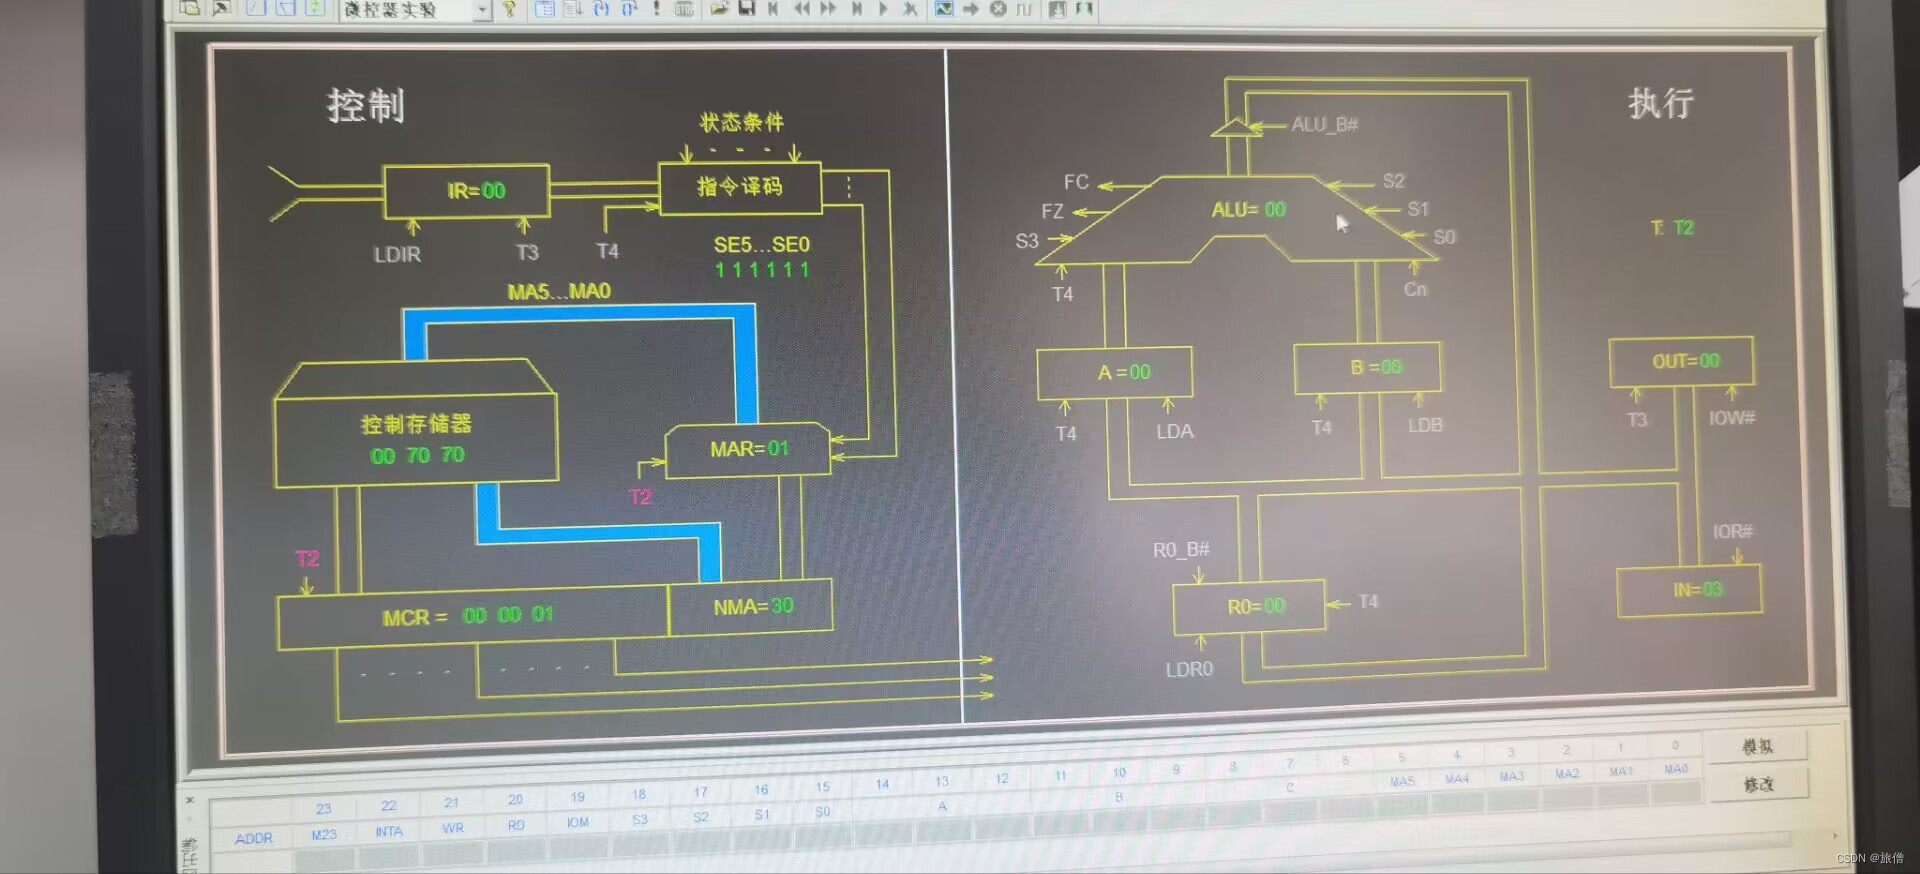 微控器实验
控制
状态条件
IR=00
指令译码
LDIR
T3
T4
SE5...SE0
1 1 1 1 1 1
MA5...MA0
控制存储器
00 70 70
MAR=01
T2
T2
MCR = 00 00 01
NMA=30
执行
ALU_B#
FC
FZ
S3
ALU= 00
S2
S1
S0
T: T2
T4
Cn
A =00
B =00
OUT=00
T4
LDA
T4
LDB
T3
IOW#
R0_B#
IOR#
R0=00
T4
IN=03
LDR0
模拟
修改
23 22 21 20 19 18 17 16 15 14 13 12 11 10 9 8 7 6 5 4 3 2 1 0
ADDR M23 INTA WR RD IOM S3 S2 S1 S0 A B C MA5 MA4 MA3 MA2 MA1 MA0
输出
CSDN @旅僧